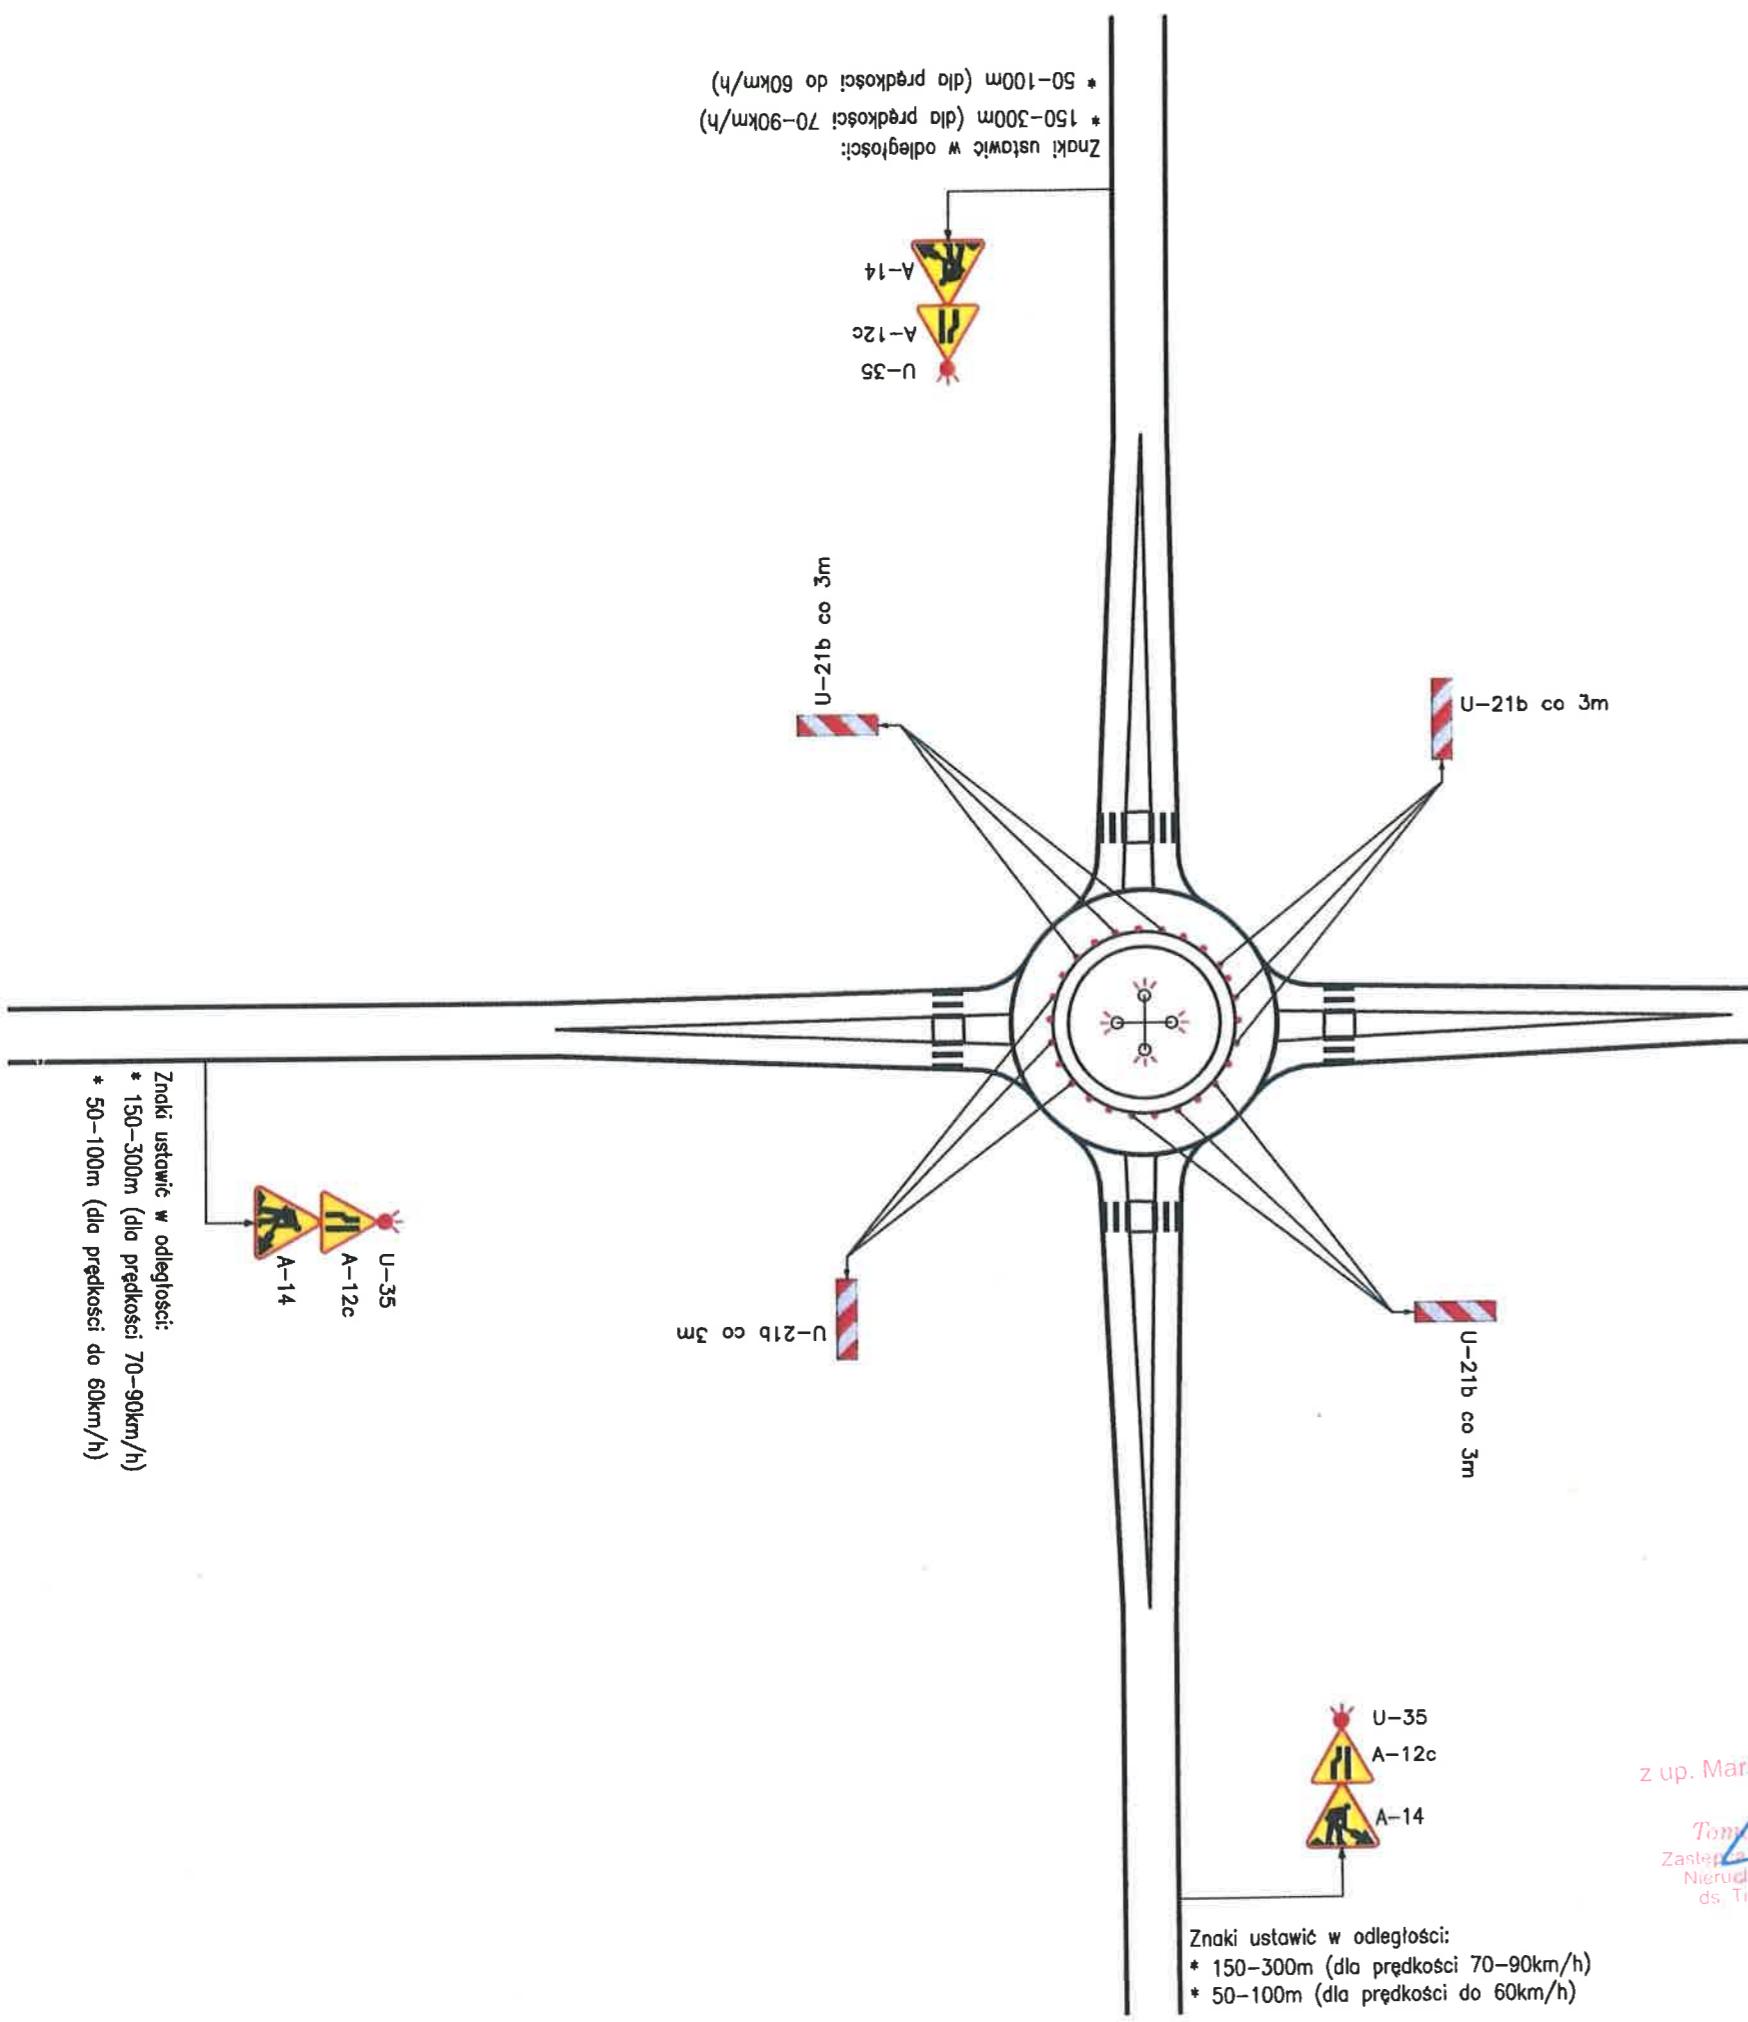 * 50-100m (dla prędkości do 60km/h)
* 150-300m (dla prędkości 70-90km/h)
Znaki ustawić w odległości:
A-14
A-12c
U-35
U-21b co 3m
U-21b co 3m
Znaki ustawić w odległości:
* 150-300m (dla prędkości 70-90km/h)
* 50-100m (dla prędkości do 60km/h)
U-35
A-12c
A-14
U-21b co 3m
U-21b co 3m
U-35
A-12c
A-14
Znaki ustawić w odległości:
* 150-300m (dla prędkości 70-90km/h)
* 50-100m (dla prędkości do 60km/h)
z up. Mar
ds. T